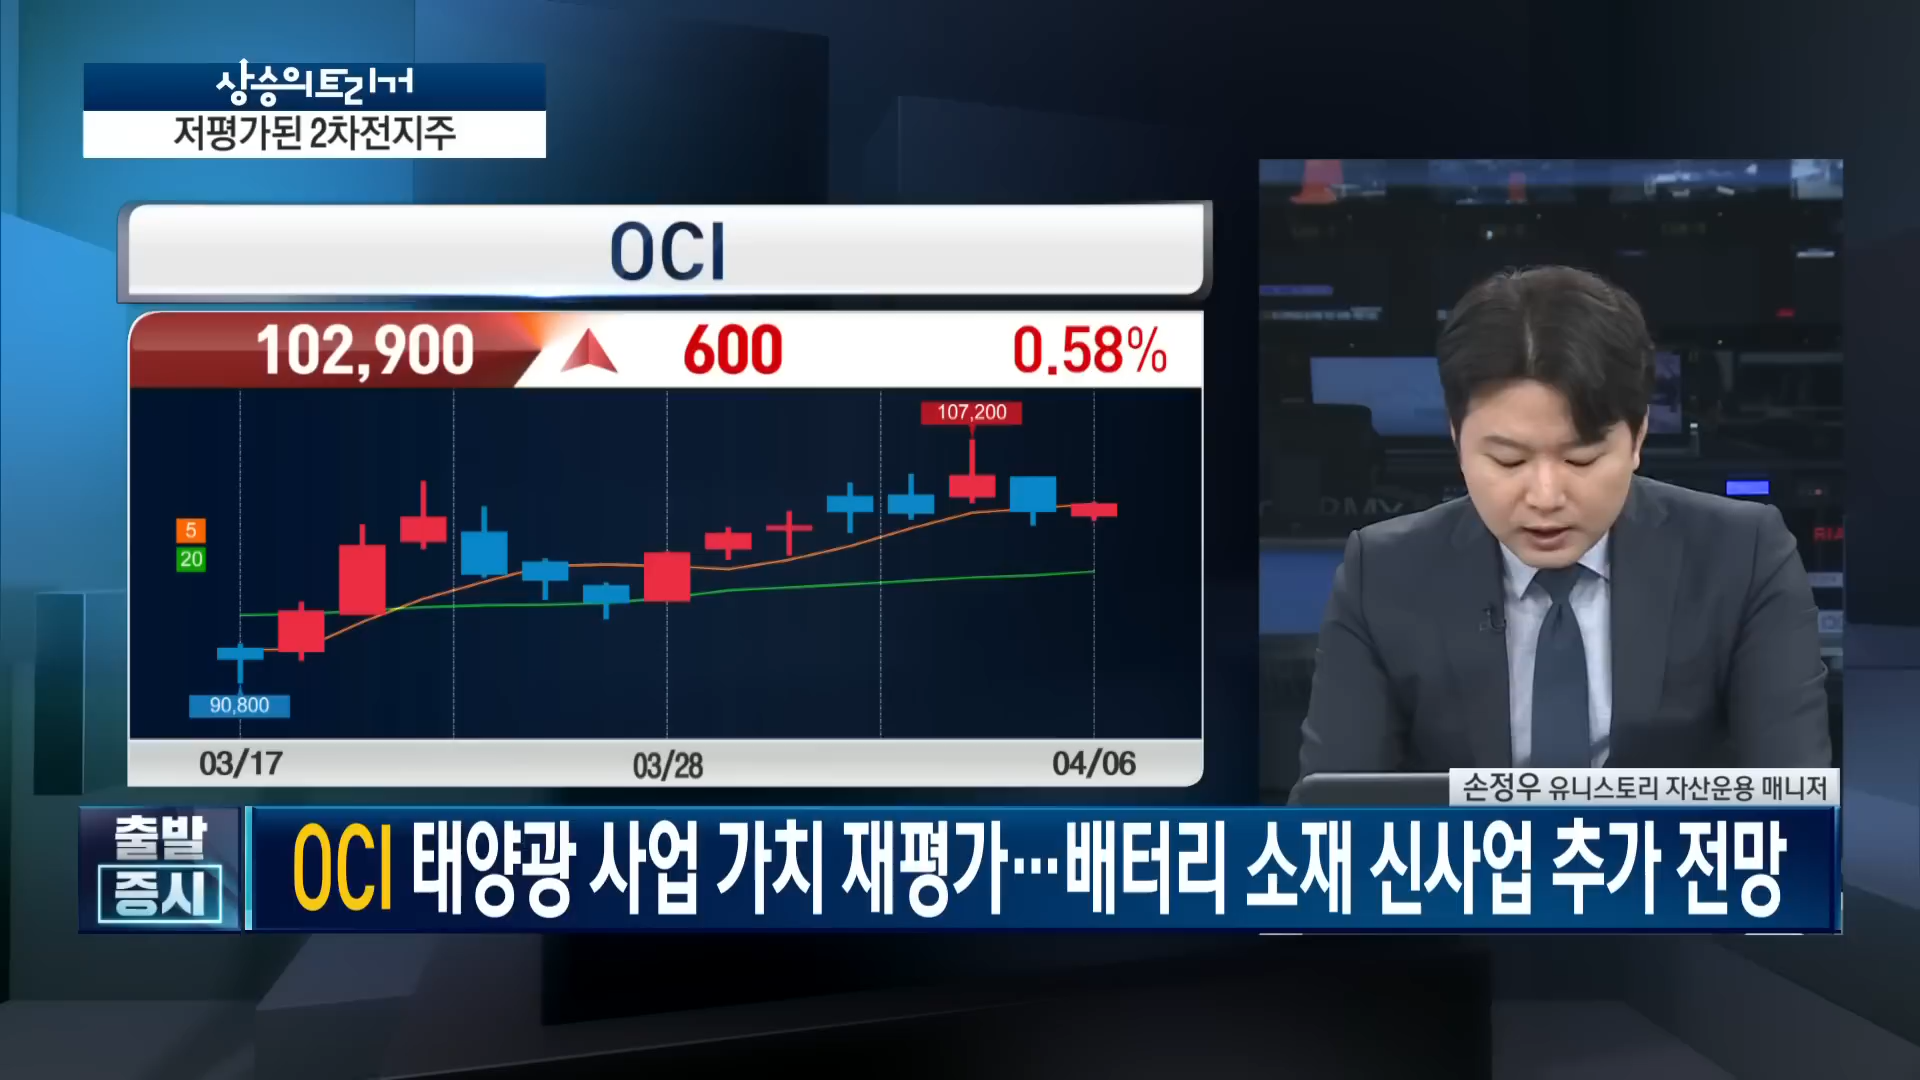 상승의트리거
저평가된 2차전지주
OCI
102,900 600 0.58%
107,200
5
20
90,800
03/17 03/28 04/06
손정우 유니스토리 자산운용 매니저
출발
증시
OCI 태양광 사업 가치 재평가…배터리 소재 신사업 추가 전망